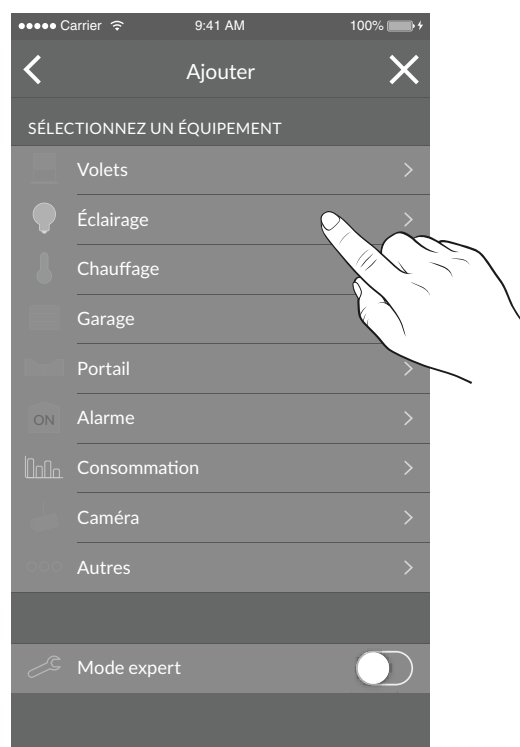 Carrier 9:41 AM 100%
Ajouter
SÉLECTIONNEZ UN ÉQUIPEMENT
Volets
Éclairage
Chauffage
Garage
Portail
ON Alarme
Consommation
Caméra
Autres
Mode expert